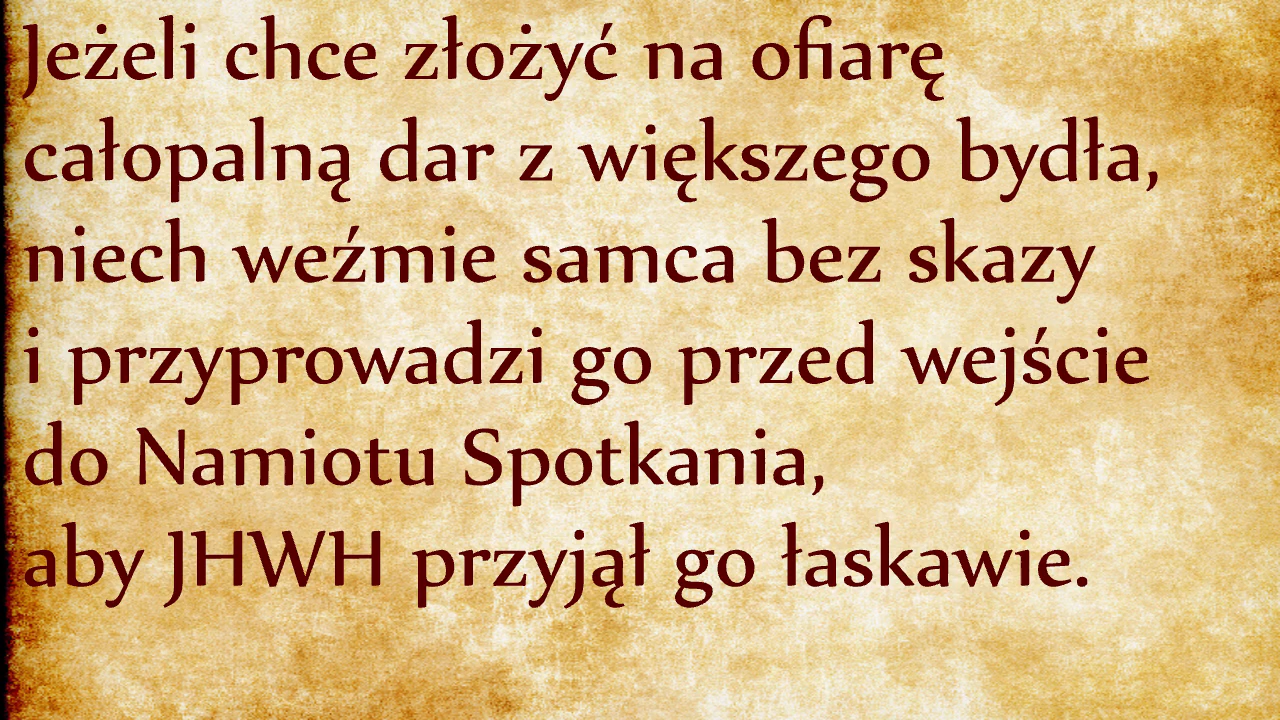 Jeżeli chce złożyć na ofiarę
całopalną dar z większego bydła,
niech weźmie samca bez skazy
i przyprowadzi go przed wejście
do Namiotu Spotkania,
aby JHWH przyjął go łaskawie.